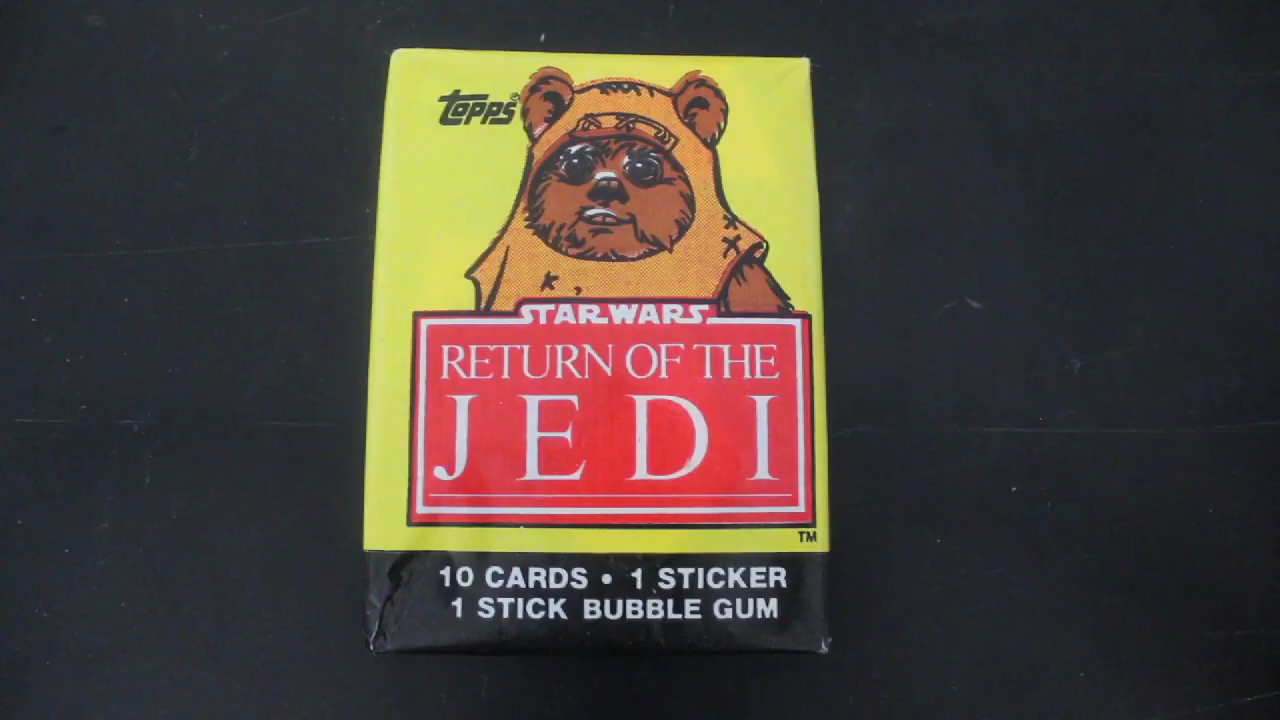 Topps®
STAR WARS
RETURN OF THE
JEDI
TM
10 CARDS • 1 STICKER
1 STICK BUBBLE GUM